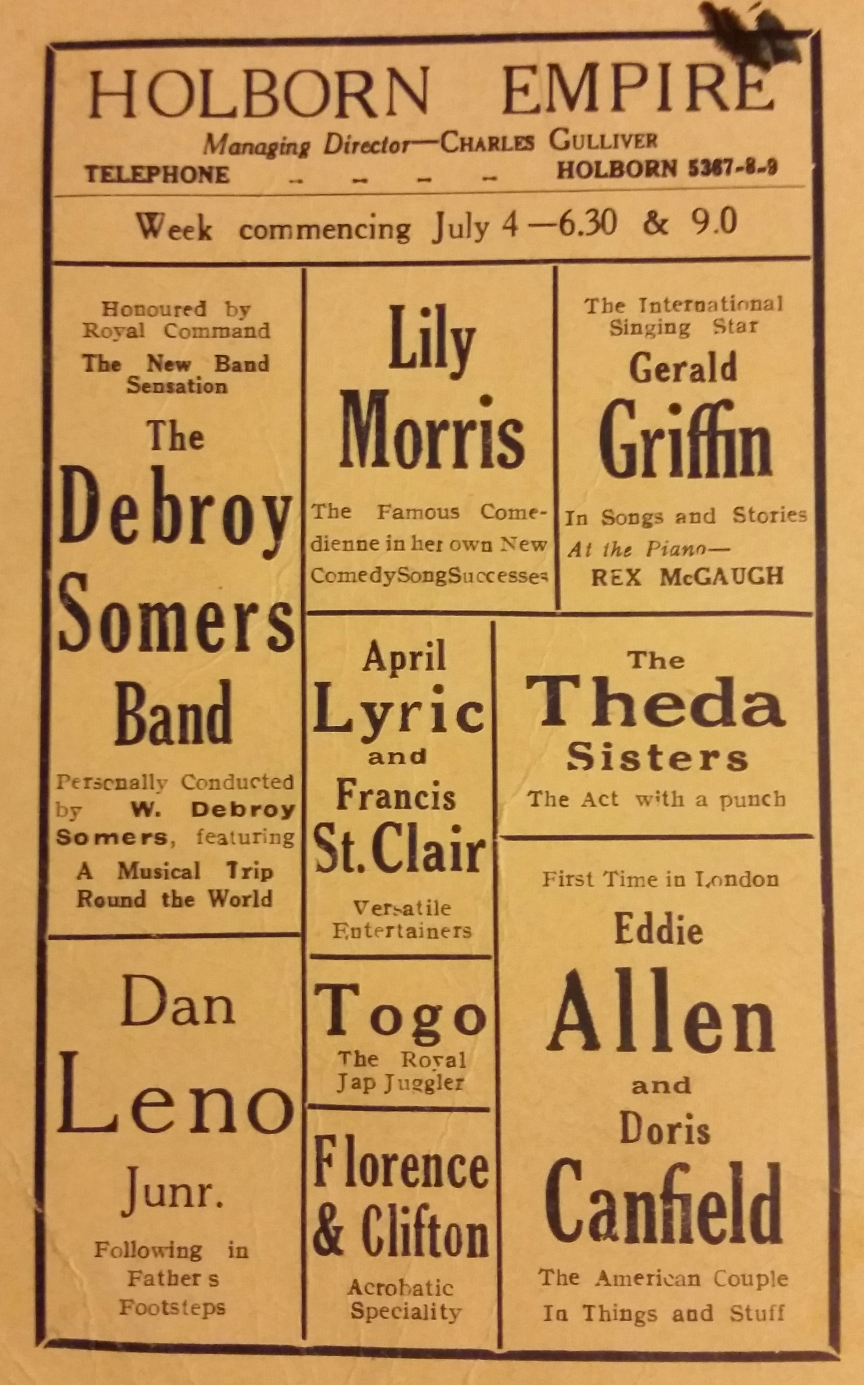 HOLBORN EMPIRE
Managing Director—CHARLES GULLIVER
TELEPHONE - - - - HOLBORN 5367-8-9
Week commencing July 4—6.30 & 9.0
Honoured by
Royal Command
The New Band
Sensation
The
Debroy
Somers
Band
Personally Conducted
by W. Debroy
Somers, featuring
A Musical Trip
Round the World
Dan
Leno
Junr.
Following in
Father s
Footsteps
Lily
Morris
The Famous Come-
dienne in her own New
Comedy Song Successes
The International
Singing Star
Gerald
Griffin
In Songs and Stories
At the Piano—
REX McGAUGH
April
Lyric
and
Francis
St. Clair
Versatile
Entertainers
Togo
The Royal
Jap Juggler
Florence
& Clifton
Acrobatic
Speciality
The
Theda
Sisters
The Act with a punch
First Time in London
Eddie
Allen
and
Doris
Canfield
The American Couple
In Things and Stuff